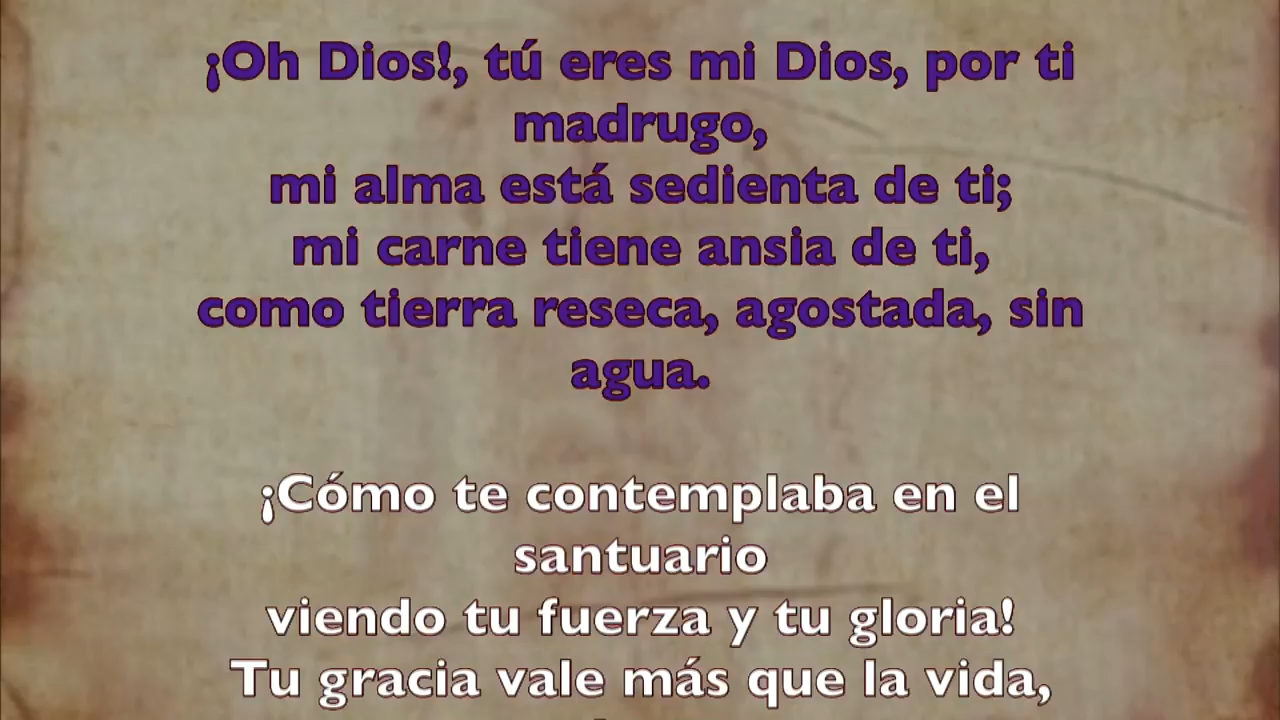 ¡Oh Dios!, tú eres mi Dios, por ti
madrugo,
mi alma está sedienta de ti;
mi carne tiene ansia de ti,
como tierra reseca, agostada, sin
agua.
¡Cómo te contemplaba en el
santuario
viendo tu fuerza y tu gloria!
Tu gracia vale más que la vida,